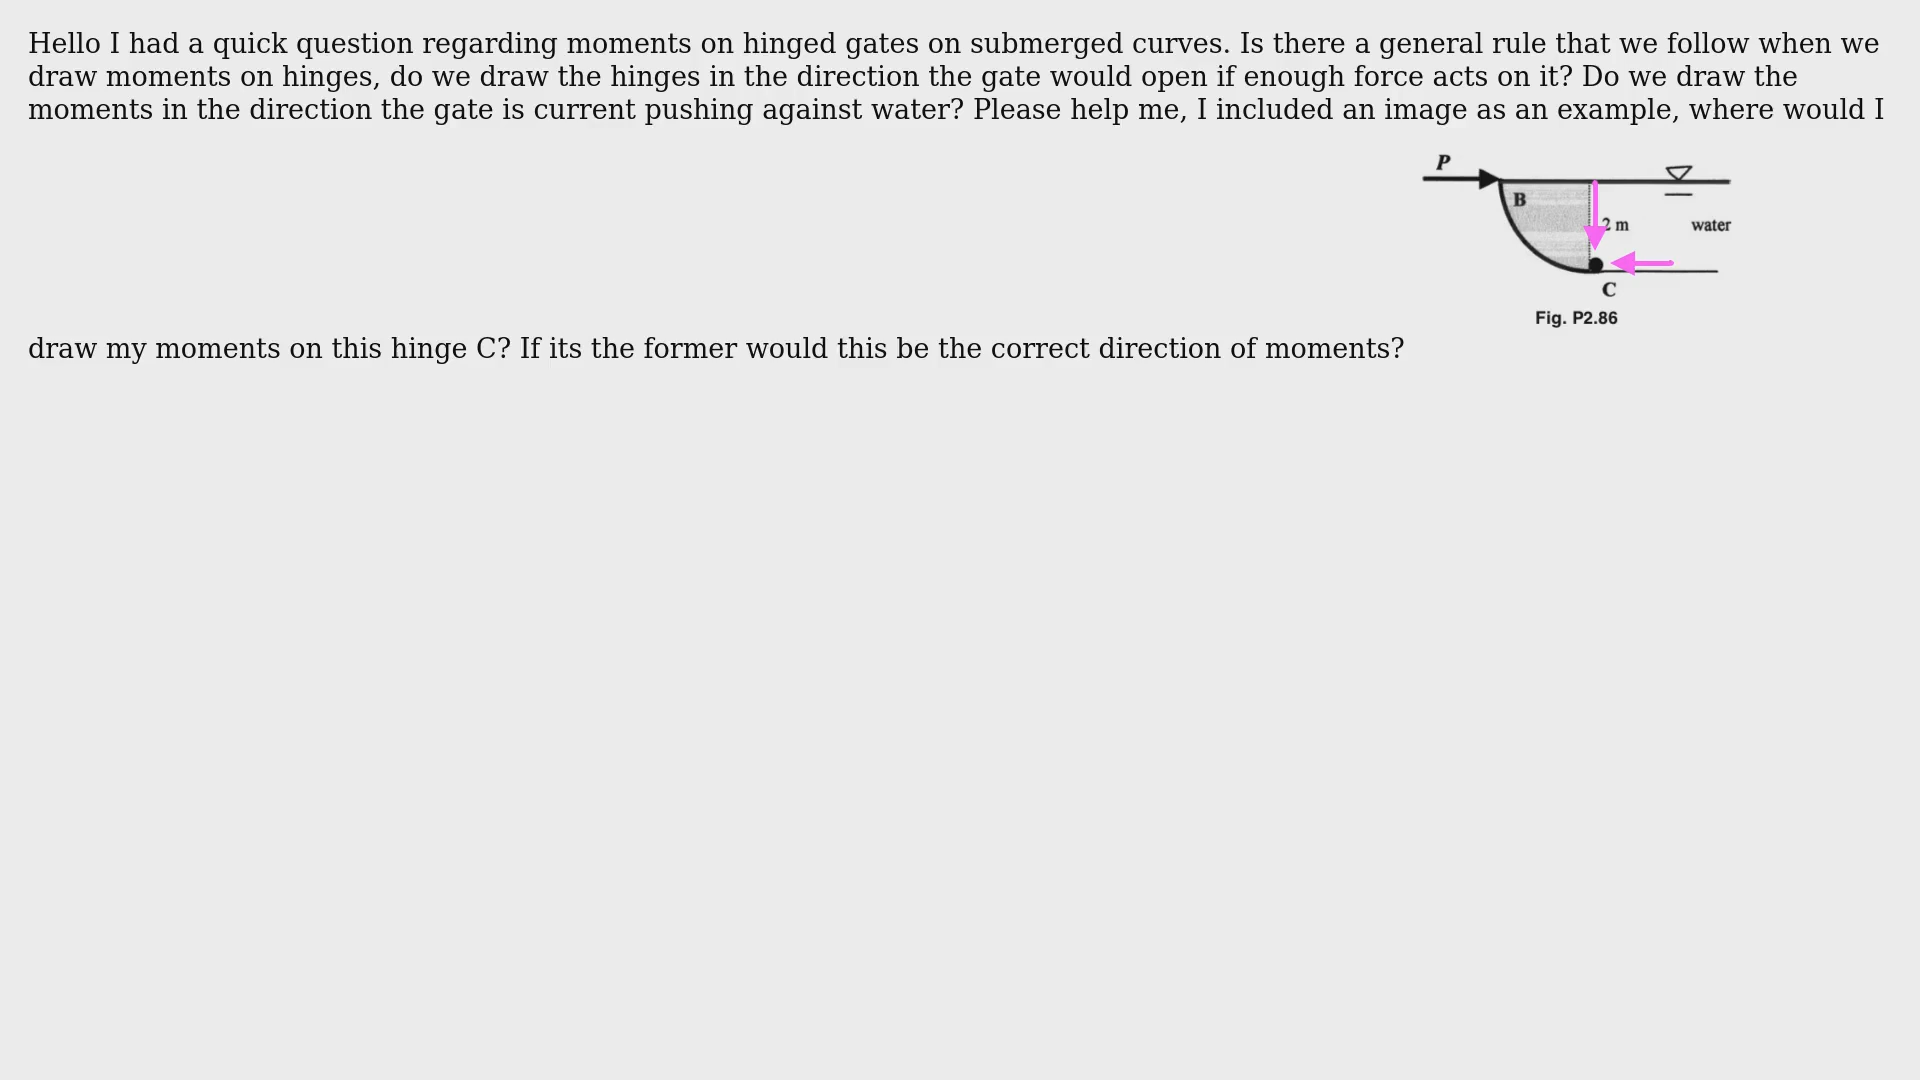 Hello I had a quick question regarding moments on hinged gates on submerged curves. Is there a general rule that we follow when we
draw moments on hinges, do we draw the hinges in the direction the gate would open if enough force acts on it? Do we draw the
moments in the direction the gate is current pushing against water? Please help me, I included an image as an example, where would I
P
B
2 m
water
C
Fig. P2.86
draw my moments on this hinge C? If its the former would this be the correct direction of moments?